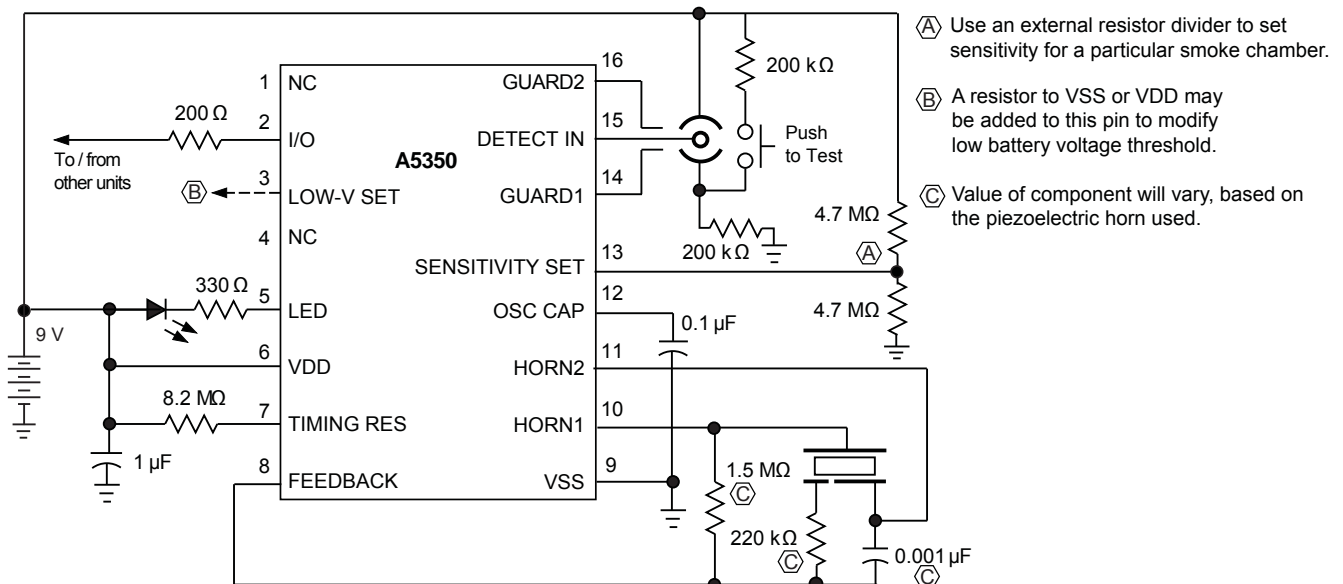 A Use an external resistor divider to set
sensitivity for a particular smoke chamber.
B A resistor to VSS or VDD may
be added to this pin to modify
low battery voltage threshold.
C Value of component will vary, based on
the piezoelectric horn used.
A5350
1 NC
200 Ω
2 I/O
To / from
other units
B
3 LOW-V SET
4 NC
330 Ω
5 LED
9 V
6 VDD
8.2 MΩ
7 TIMING RES
1 µF
8 FEEDBACK
16
GUARD2
15
DETECT IN
14
GUARD1
200 kΩ
Push
to Test
200 kΩ
13
SENSITIVITY SET
4.7 MΩ
A
4.7 MΩ
12
OSC CAP
0.1 µF
11
HORN2
10
HORN1
9
VSS
1.5 MΩ
C
220 kΩ
C
0.001 µF
C